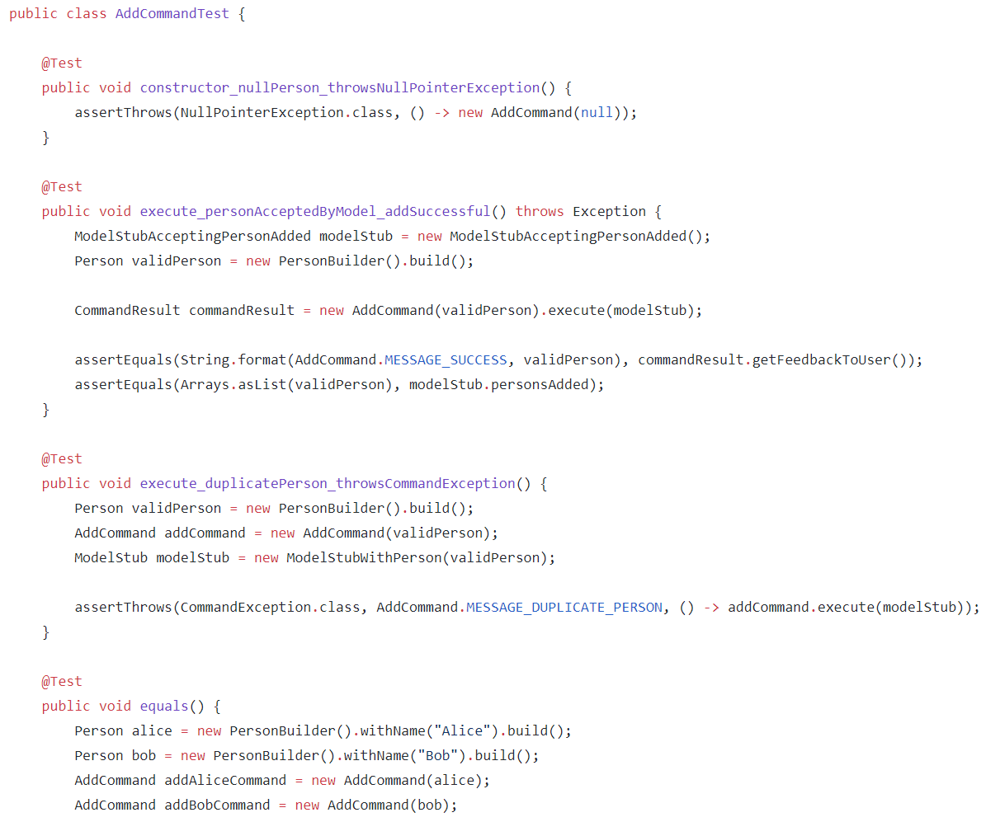 public class AddCommandTest {
@Test
public void constructor_nullPerson_throwsNullPointerException() {
assertThrows(NullPointerException.class, () -> new AddCommand(null));
}
@Test
public void execute_personAcceptedByModel_addSuccessful() throws Exception {
ModelStubAcceptingPersonAdded modelStub = new ModelStubAcceptingPersonAdded();
Person validPerson = new PersonBuilder().build();
CommandResult commandResult = new AddCommand(validPerson).execute(modelStub);
assertEquals(String.format(AddCommand.MESSAGE_SUCCESS, validPerson), commandResult.getFeedbackToUser());
assertEquals(Arrays.asList(validPerson), modelStub.personsAdded);
}
@Test
public void execute_duplicatePerson_throwsCommandException() {
Person validPerson = new PersonBuilder().build();
AddCommand addCommand = new AddCommand(validPerson);
ModelStub modelStub = new ModelStubWithPerson(validPerson);
assertThrows(CommandException.class, AddCommand.MESSAGE_DUPLICATE_PERSON, () -> addCommand.execute(modelStub));
}
@Test
public void equals() {
Person alice = new PersonBuilder().withName("Alice").build();
Person bob = new PersonBuilder().withName("Bob").build();
AddCommand addAliceCommand = new AddCommand(alice);
AddCommand addBobCommand = new AddCommand(bob);